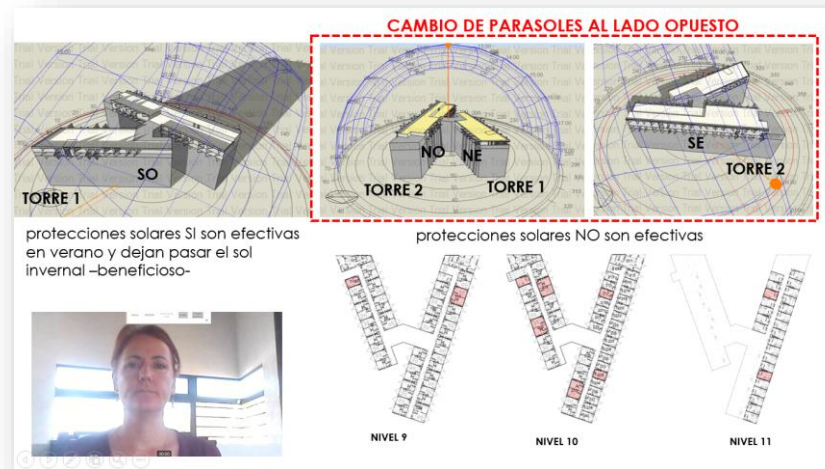 CAMBIO DE PARASOLES AL LADO OPUESTO
SO
TORRE 1
NO
NE
TORRE 2
TORRE 1
SE
TORRE 2
protecciones solares SI son efectivas
en verano y dejan pasar el sol
invernal –beneficioso-
protecciones solares NO son efectivas
NIVEL 9
NIVEL 10
NIVEL 11